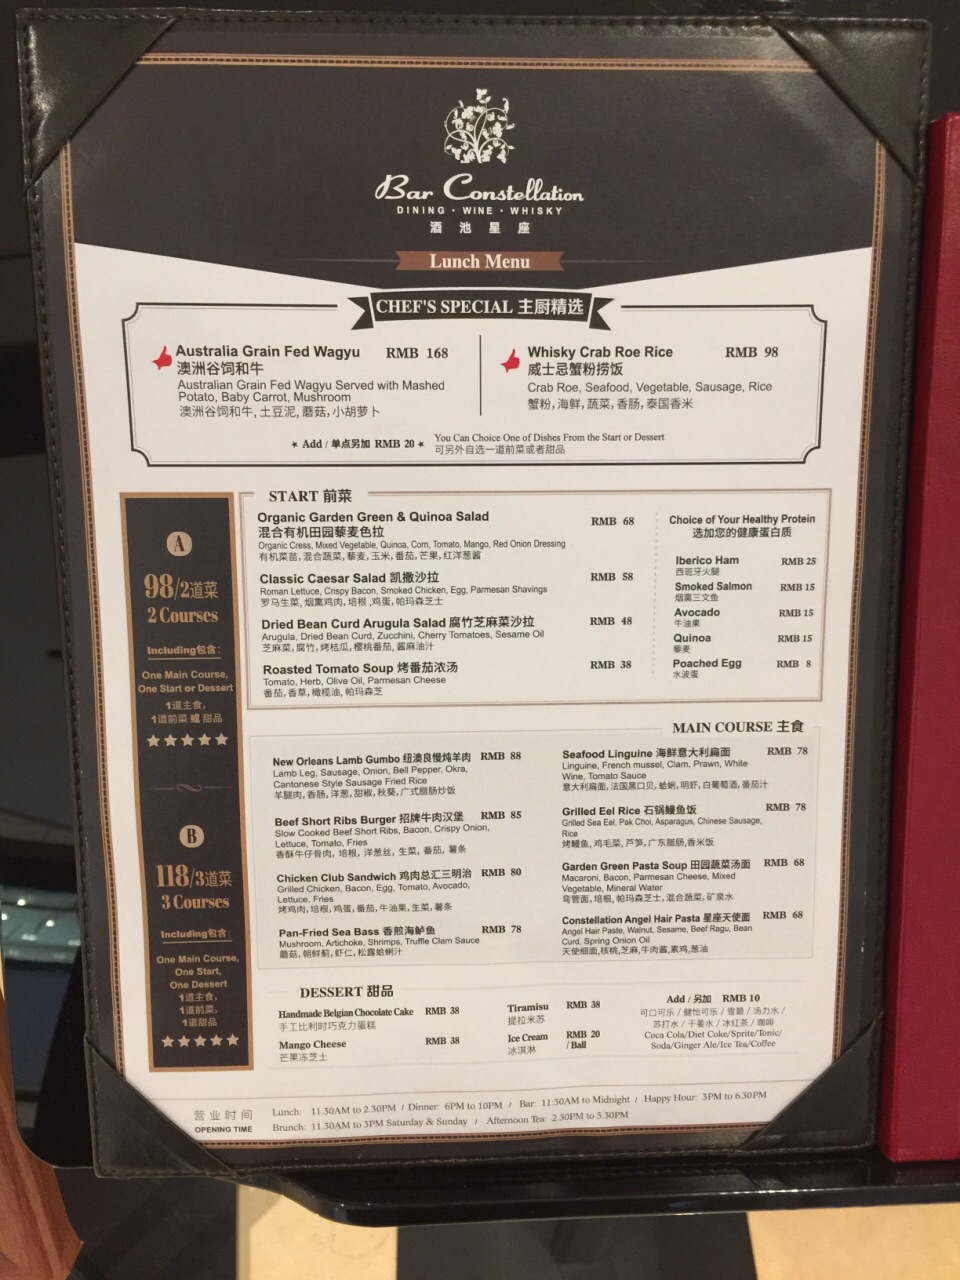 Bar Constellation
DINING · WINE · WHISKY
酒池星座
Lunch Menu
CHEF'S SPECIAL 主厨精选
Australia Grain Fed Wagyu RMB 168
澳洲谷饲和牛
Australian Grain Fed Wagyu Served with Mashed
Potato, Baby Carrot, Mushroom
澳洲谷饲和牛, 土豆泥, 蘑菇, 小胡萝卜
Whisky Crab Roe Rice RMB 98
威士忌蟹粉捞饭
Crab Roe, Seafood, Vegetable, Sausage, Rice
蟹粉, 海鲜, 蔬菜, 香肠, 泰国香米
★ Add / 单点另加 RMB 20 ★
You Can Choice One of Dishes From the Start or Dessert
可另外自选一道前菜或者甜品
A
98/2道菜
2 Courses
Including包含:
One Main Course,
One Start or Dessert
1道主食,
1道前菜 或 甜品
★★★★★
B
118/3道菜
3 Courses
Including包含:
One Main Course,
One Start,
One Dessert
1道主食,
1道前菜,
1道甜品
★★★★★
START 前菜
Organic Garden Green & Quinoa Salad RMB 68
混合有机田园藜麦色拉
Organic Cress, Mixed Vegetable, Quinoa, Corn, Tomato, Mango, Red Onion Dressing
有机菜苗, 混合蔬菜, 藜麦, 玉米, 番茄, 芒果, 红洋葱酱
Classic Caesar Salad 凯撒沙拉 RMB 58
Roman Lettuce, Crispy Bacon, Smoked Chicken, Egg, Parmesan Shavings
罗马生菜, 烟熏鸡肉, 培根, 鸡蛋, 帕玛森芝士
Dried Bean Curd Arugula Salad 腐竹芝麻菜沙拉 RMB 48
Arugula, Dried Bean Curd, Zucchini, Cherry Tomatoes, Sesame Oil
芝麻菜, 腐竹, 烤桔瓜, 樱桃番茄, 酱麻油汁
Roasted Tomato Soup 烤番茄浓汤 RMB 38
Tomato, Herb, Olive Oil, Parmesan Cheese
番茄, 香草, 橄榄油, 帕玛森芝
Choice of Your Healthy Protein
选加您的健康蛋白质
Iberico Ham RMB 25
西班牙火腿
Smoked Salmon RMB 15
烟熏三文鱼
Avocado RMB 15
牛油果
Quinoa RMB 15
藜麦
Poached Egg RMB 8
水波蛋
MAIN COURSE 主食
New Orleans Lamb Gumbo 纽澳良慢炖羊肉 RMB 88
Lamb Leg, Sausage, Onion, Bell Pepper, Okra,
Cantonese Style Sausage Fried Rice
羊腿肉, 香肠, 洋葱, 甜椒, 秋葵, 广式腊肠炒饭
Beef Short Ribs Burger 招牌牛肉汉堡 RMB 85
Slow Cooked Beef Short Ribs, Bacon, Crispy Onion,
Lettuce, Tomato, Fries
香酥牛仔骨肉, 培根, 洋葱丝, 生菜, 番茄, 薯条
Chicken Club Sandwich 鸡肉总汇三明治 RMB 80
Grilled Chicken, Bacon, Egg, Tomato, Avocado,
Lettuce, Fries
烤鸡肉, 培根, 鸡蛋, 番茄, 牛油果, 生菜, 薯条
Pan-Fried Sea Bass 香煎海鲈鱼 RMB 78
Mushroom, Artichoke, Shrimps, Truffle Clam Sauce
蘑菇, 朝鲜蓟, 虾仁, 松露蛤蜊汁
Seafood Linguine 海鲜意大利扁面 RMB 78
Linguine, French mussel, Clam, Prawn, White
Wine, Tomato Sauce
意大利扁面, 法国黑口贝, 蛤蜊, 明虾, 白葡萄酒, 番茄汁
Grilled Eel Rice 石锅鳗鱼饭 RMB 78
Grilled Sea Eel, Pak Choi, Asparagus, Chinese Sausage,
Rice
烤鳗鱼, 鸡毛菜, 芦笋, 广东腊肠, 香米饭
Garden Green Pasta Soup 田园蔬菜汤面 RMB 68
Macaroni, Bacon, Parmesan Cheese, Mixed
Vegetable, Mineral Water
弯管面, 培根, 帕玛森芝士, 混合蔬菜, 矿泉水
Constellation Angel Hair Pasta 星座天使面 RMB 68
Angel Hair Paste, Walnut, Sesame, Beef Ragu, Bean
Curd, Spring Onion Oil
天使细面, 核桃, 芝麻, 牛肉酱, 素鸡, 葱油
DESSERT 甜品
Handmade Belgian Chocolate Cake RMB 38
手工比利时巧克力蛋糕
Mango Cheese RMB 38
芒果冻芝士
Tiramisu RMB 38
提拉米苏
Ice Cream RMB 20
冰淇淋 / Ball
Add / 另加 RMB 10
可口可乐 / 健怡可乐 / 雪碧 / 汤力水 /
苏打水 / 干姜水 / 冰红茶 / 咖啡
Coca Cola/Diet Coke/Sprite/Tonic/
Soda/Ginger Ale/Ice Tea/Coffee
营业时间
OPENING TIME
Lunch: 11.30AM to 2.30PM / Dinner: 6PM to 10PM / Bar: 11:30AM to Midnight / Happy Hour: 3PM to 6.30PM
Brunch: 11.30AM to 3PM Saturday & Sunday / Afternoon Tea: 2.30PM to 5.30PM